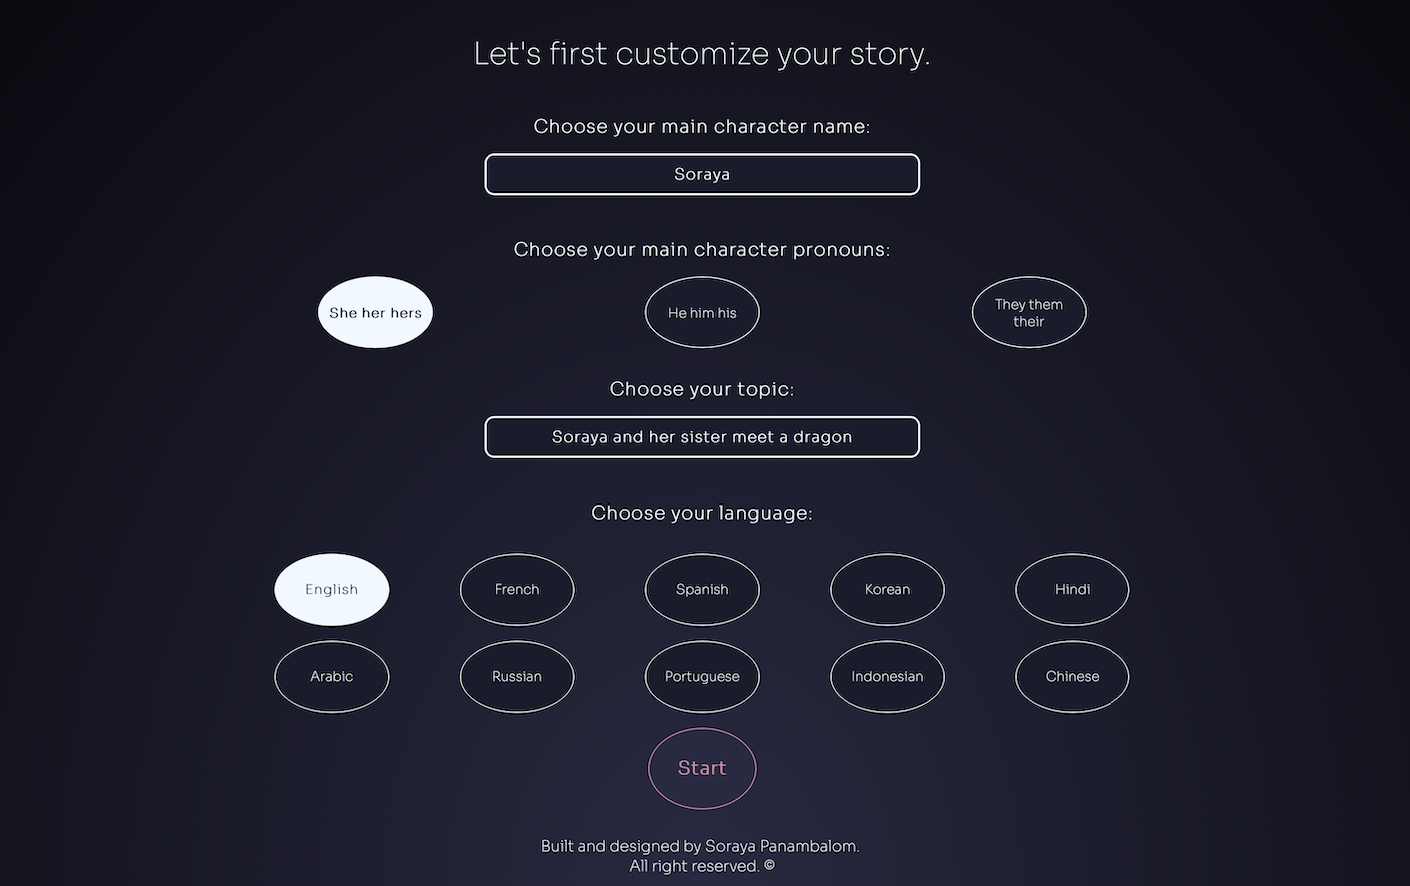 Let's first customize your story.
Choose your main character name:
Soraya
Choose your main character pronouns:
She her hers
He him his
They them
their
Choose your topic:
Soraya and her sister meet a dragon
Choose your language:
English
French
Spanish
Korean
Hindi
Arabic
Russian
Portuguese
Indonesian
Chinese
Start
Built and designed by Soraya Panambalom.
All right reserved. ©